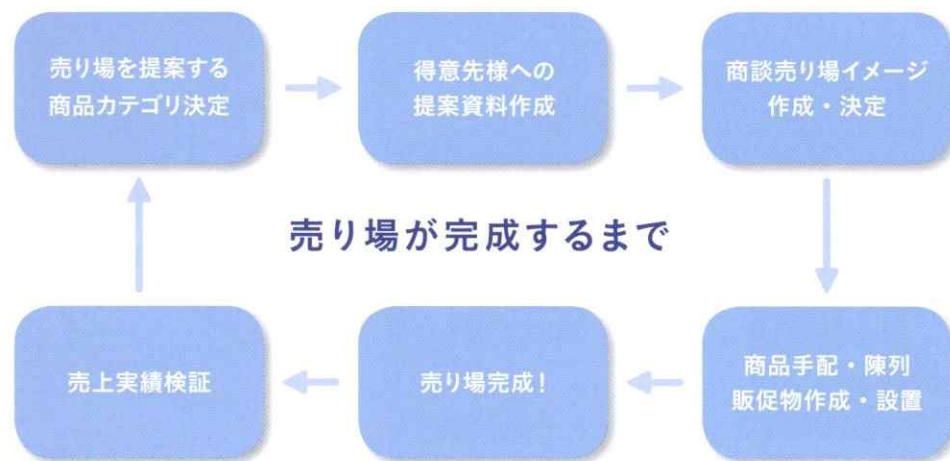 売り場を提案する
商品カテゴリ決定
得意先様への
提案資料作成
商談売り場イメージ
作成・決定
売り場が完成するまで
売上実績検証
売り場完成！
商品手配・陳列
販促物作成・設置